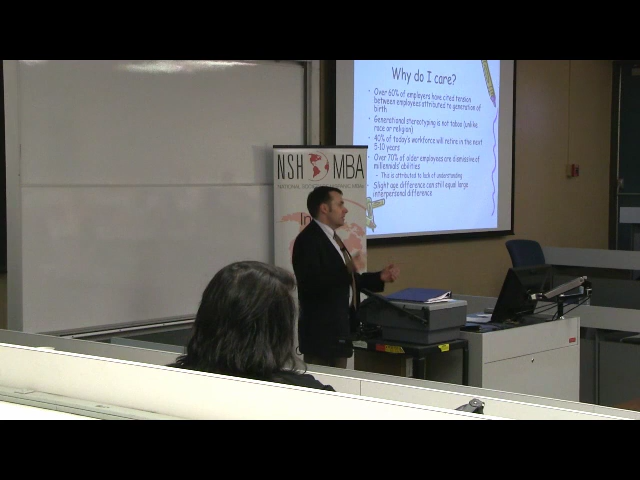 Why do I care?
• Over 60% of employers have cited tension
between employees attributed to generation of
birth
• Generational stereotyping is not taboo (unlike
race or religion)
• 40% of today's workforce will retire in the next
5-10 years
• Over 70% of older employees are dismissive of
millennials' abilities
– This is attributed to lack of understanding
• Slight age difference can still equal large
interpersonal difference
NSH MBA
NATIONAL
In